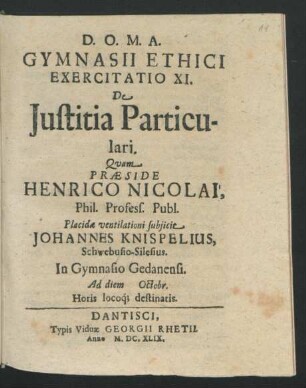 D. O. M. A.
GYMNASII ETHICI
EXERCITATIO XI.
De
Justitia Particu-
lari.
Quam
PRÆSIDE
HENRICO NICOLAI,
Phil. Profess. Publ.
Placidæ ventilationi subjicit
JOHANNES KNISPELIUS,
Schwebusio-Silesius.
In Gymnasio Gedanensi.
Ad diem Octobr.
Horis locoq; destinatis.
DANTISCI,
Typis Viduæ GEORGII RHETII.
Anno M. DC. XLIX.